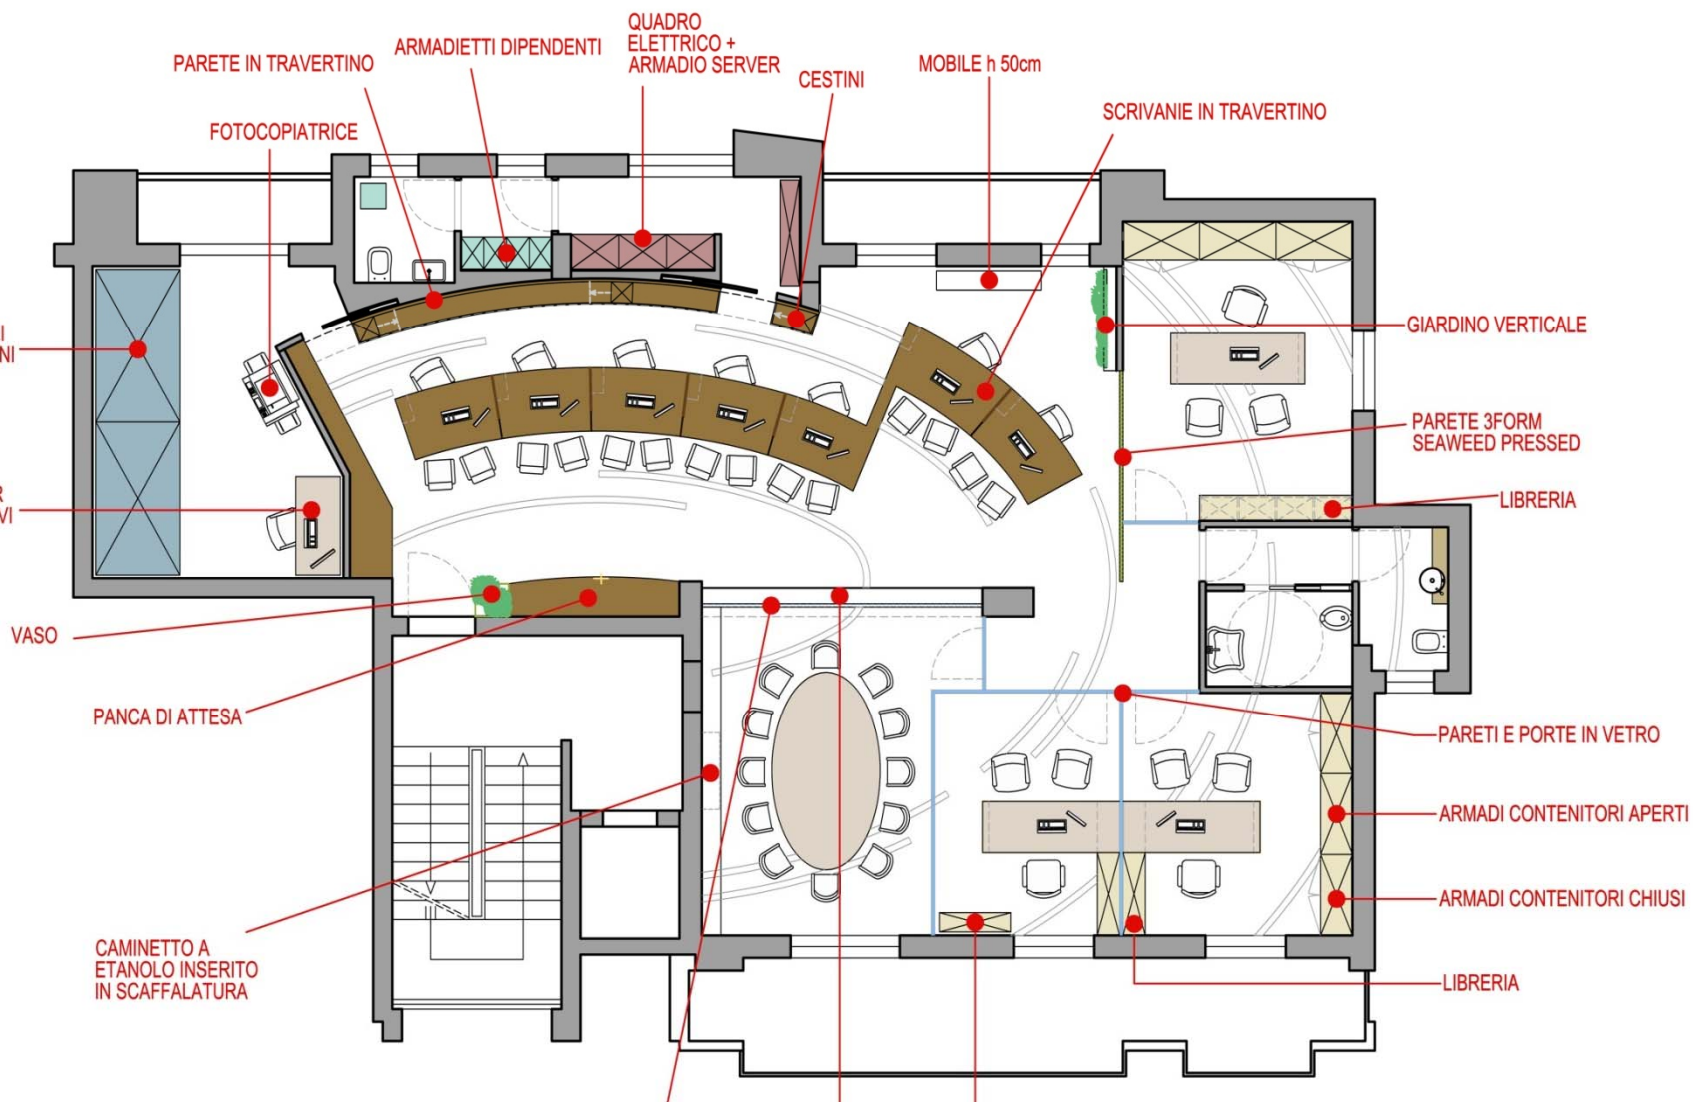 QUADRO
ELETTRICO +
ARMADIO SERVER
ARMADIETTI DIPENDENTI
PARETE IN TRAVERTINO
CESTINI
MOBILE h 50cm
SCRIVANIE IN TRAVERTINO
FOTOCOPIATRICE
GIARDINO VERTICALE
PARETE 3FORM
SEAWEED PRESSED
LIBRERIA
VASO
PANCA DI ATTESA
PARETI E PORTE IN VETRO
ARMADI CONTENITORI APERTI
ARMADI CONTENITORI CHIUSI
CAMINETTO A
ETANOLO INSERITO
IN SCAFFALATURA
LIBRERIA